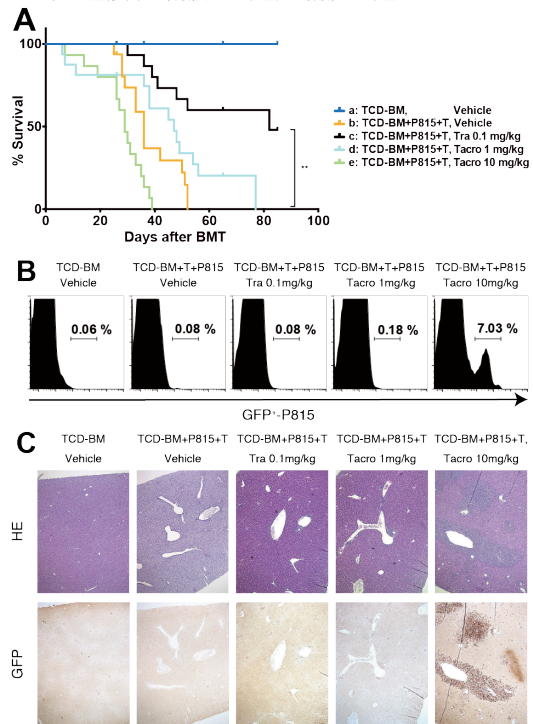 A
100
50
0
% Survival
0 20 40 60 80 100
Days after BMT
**
a: TCD-BM, Vehicle
b: TCD-BM+P815+T, Vehicle
c: TCD-BM+P815+T, Tra 0.1 mg/kg
d: TCD-BM+P815+T, Tacro 1 mg/kg
e: TCD-BM+P815+T, Tacro 10 mg/kg
B
TCD-BM
Vehicle
TCD-BM+T+P815
Vehicle
TCD-BM+T+P815
Tra 0.1mg/kg
TCD-BM+T+P815
Tacro 1mg/kg
TCD-BM+T+P815
Tacro 10mg/kg
0.06 %
0.08 %
0.08 %
0.18 %
7.03 %
GFP⁺-P815
C
TCD-BM
Vehicle
TCD-BM+P815+T
Vehicle
TCD-BM+P815+T
Tra 0.1mg/kg
TCD-BM+P815+T
Tacro 1mg/kg
TCD-BM+P815+T,
Tacro 10mg/kg
HE
GFP